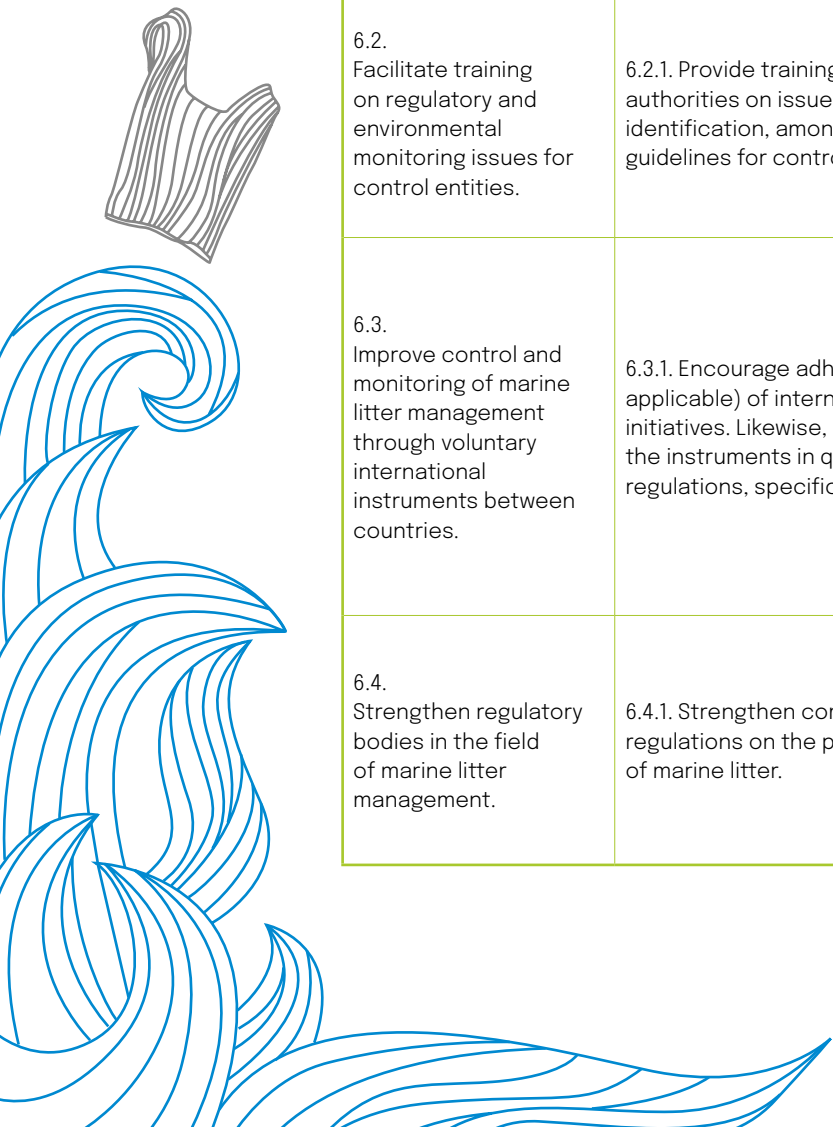 6.2.
Facilitate training
on regulatory and
environmental
monitoring issues for
control entities.
6.2.1. Provide training
authorities on issue
identification, amon
guidelines for contro
6.3.
Improve control and
monitoring of marine
litter management
through voluntary
international
instruments between
countries.
6.3.1. Encourage adh
applicable) of intern
initiatives. Likewise,
the instruments in q
regulations, specific
6.4.
Strengthen regulatory
bodies in the field
of marine litter
management.
6.4.1. Strengthen con
regulations on the p
of marine litter.